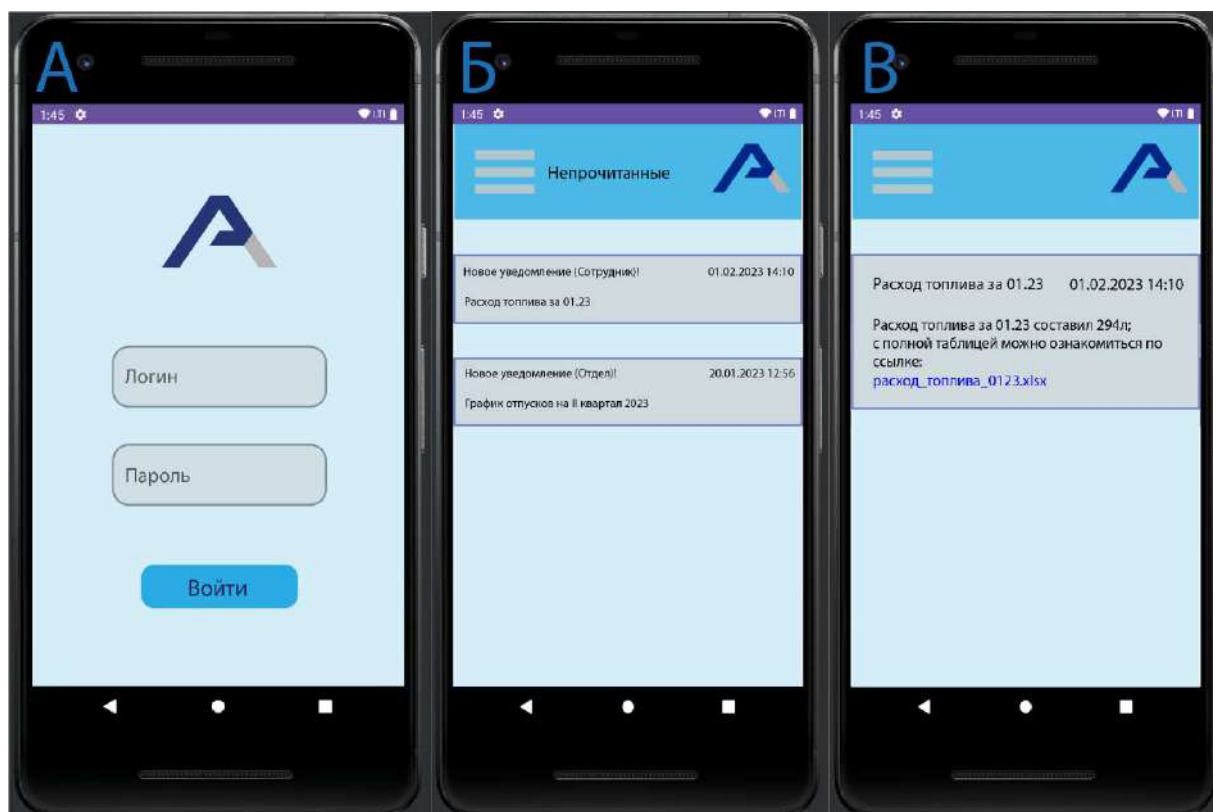 А
1:45
LTE
Логин
Пароль
Войти
Б
1:45
LTE
Непрочитанные
Новое уведомление (Сотрудник)! 01.02.2023 14:10
Расход топлива за 01.23
Новое уведомление (Отдел)! 20.01.2023 12:56
График отпусков на II квартал 2023
В
1:45
LTE
Расход топлива за 01.23 01.02.2023 14:10
Расход топлива за 01.23 составил 294л;
с полной таблицей можно ознакомиться по
ссылке:
расход_топлива_0123.xlsx